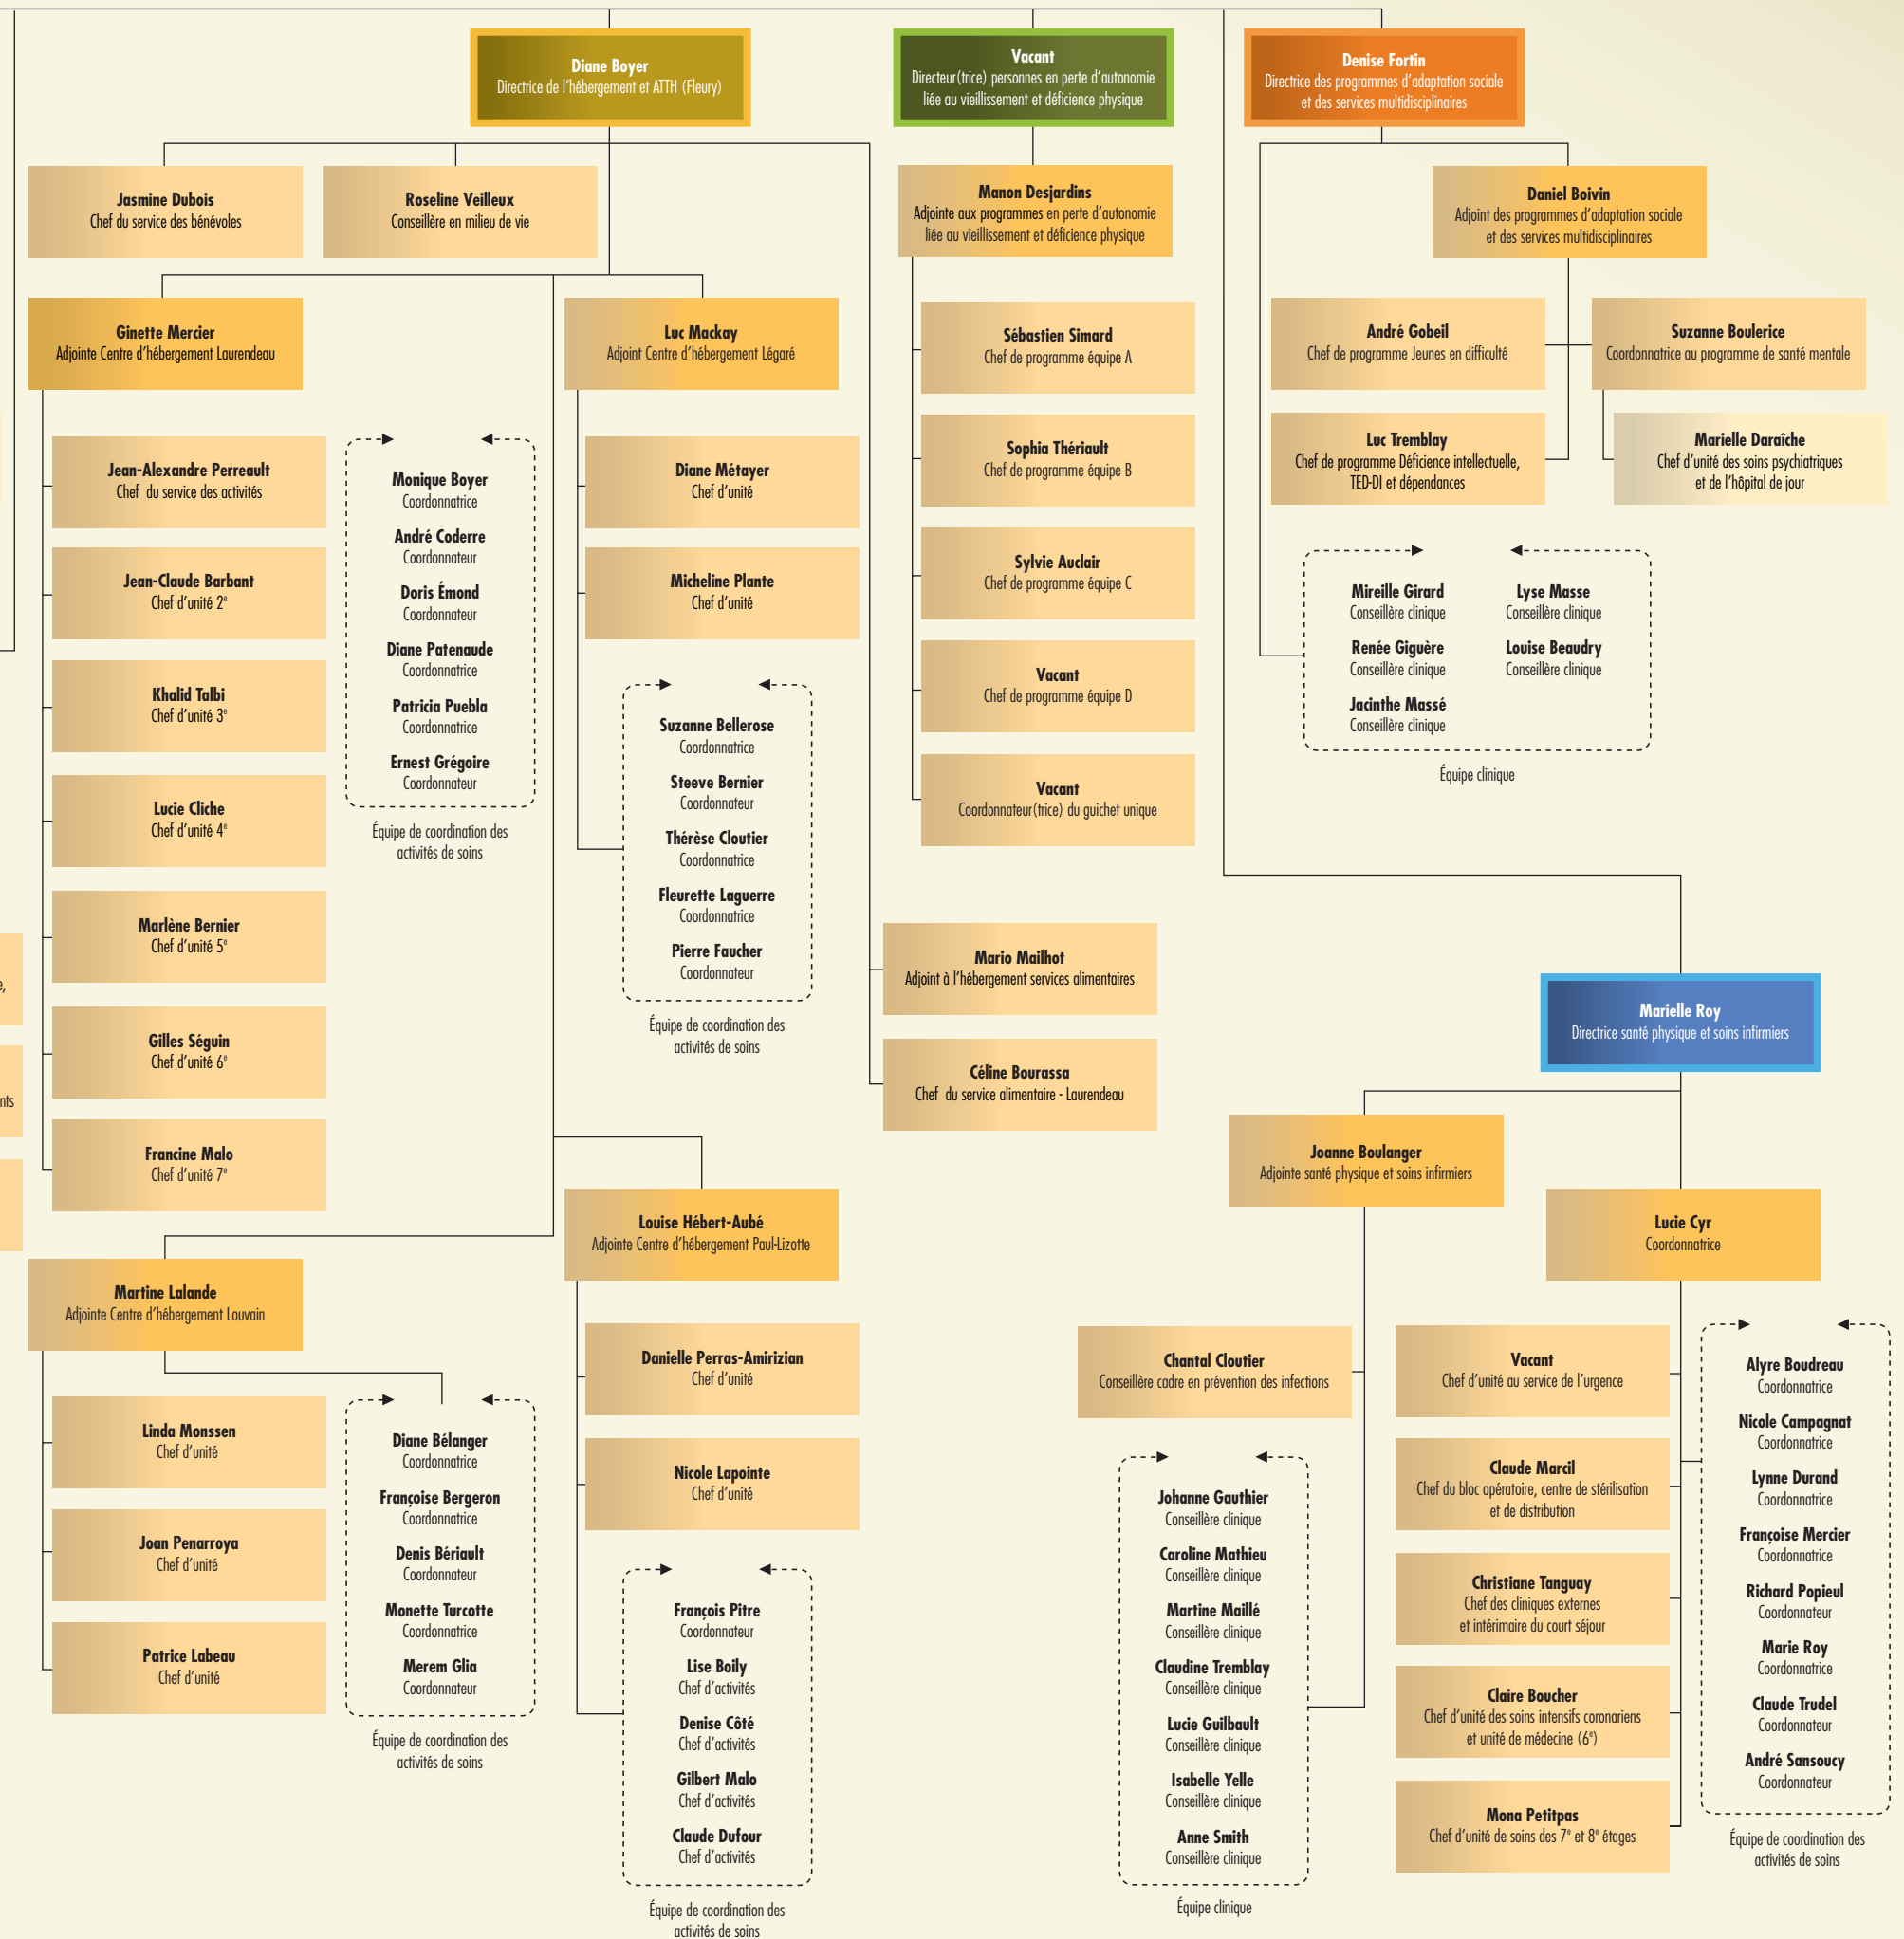 Diane Boyer
Directrice de l'hébergement et ATTH (Fleury)
Vacant
Directeur(trice) personnes en perte d'autonomie
liée au vieillissement et déficience physique
Denise Fortin
Directrice des programmes d'adaptation sociale
et des services multidisciplinaires
Jasmine Dubois
Chef du service des bénévoles
Roseline Veilleux
Conseillère en milieu de vie
Manon Desjardins
Adjointe aux programmes en perte d'autonomie
liée au vieillissement et déficience physique
Daniel Boivin
Adjoint des programmes d'adaptation sociale
et des services multidisciplinaires
Ginette Mercier
Adjointe Centre d'hébergement Laurendeau
Luc Mackay
Adjoint Centre d'hébergement Légaré
Sébastien Simard
Chef de programme équipe A
Sophia Thériault
Chef de programme équipe B
Sylvie Auclair
Chef de programme équipe C
Vacant
Chef de programme équipe D
Vacant
Coordonnateur(trice) du guichet unique
André Gobeil
Chef de programme Jeunes en difficulté
Suzanne Boulerice
Coordonnatrice au programme de santé mentale
Luc Tremblay
Chef de programme Déficience intellectuelle,
TED-DI et dépendances
Marielle Daraîche
Chef d'unité des soins psychiatriques
et de l'hôpital de jour
Mireille Girard
Conseillère clinique
Renée Giguère
Conseillère clinique
Jacinthe Massé
Conseillère clinique
Lyse Masse
Conseillère clinique
Louise Beaudry
Conseillère clinique
Équipe clinique
Jean-Alexandre Perreault
Chef du service des activités
Jean-Claude Barbant
Chef d'unité 2e
Khalid Talbi
Chef d'unité 3e
Lucie Cliche
Chef d'unité 4e
Marlène Bernier
Chef d'unité 5e
Gilles Séguin
Chef d'unité 6e
Francine Malo
Chef d'unité 7e
Monique Boyer
Coordonnatrice
André Coderre
Coordonnateur
Doris Émond
Coordonnateur
Diane Patenaude
Coordonnatrice
Patricia Puebla
Coordonnatrice
Ernest Grégoire
Coordonnateur
Équipe de coordination des
activités de soins
Diane Métayer
Chef d'unité
Micheline Plante
Chef d'unité
Suzanne Bellerose
Coordonnatrice
Steeve Bernier
Coordonnateur
Thérèse Cloutier
Coordonnatrice
Fleurette Laguerre
Coordonnatrice
Pierre Faucher
Coordonnateur
Équipe de coordination des
activités de soins
Mario Mailhot
Adjoint à l'hébergement services alimentaires
Céline Bourassa
Chef du service alimentaire - Laurendeau
e,
nts
Martine Lalande
Adjointe Centre d'hébergement Louvain
Linda Monssen
Chef d'unité
Joan Penarroya
Chef d'unité
Patrice Labeau
Chef d'unité
Diane Bélanger
Coordonnatrice
Françoise Bergeron
Coordonnatrice
Denis Bériault
Coordonnateur
Monette Turcotte
Coordonnatrice
Merem Glia
Coordonnateur
Équipe de coordination des
activités de soins
Louise Hébert-Aubé
Adjointe Centre d'hébergement Paul-Lizotte
Danielle Perras-Amirizian
Chef d'unité
Nicole Lapointe
Chef d'unité
François Pitre
Coordonnateur
Lise Boily
Chef d'activités
Denise Côté
Chef d'activités
Gilbert Malo
Chef d'activités
Claude Dufour
Chef d'activités
Équipe de coordination des
activités de soins
Marielle Roy
Directrice santé physique et soins infirmiers
Joanne Boulanger
Adjointe santé physique et soins infirmiers
Lucie Cyr
Coordonnatrice
Chantal Cloutier
Conseillère cadre en prévention des infections
Johanne Gauthier
Conseillère clinique
Caroline Mathieu
Conseillère clinique
Martine Maillé
Conseillère clinique
Claudine Tremblay
Conseillère clinique
Lucie Guilbault
Conseillère clinique
Isabelle Yelle
Conseillère clinique
Anne Smith
Conseillère clinique
Équipe clinique
Vacant
Chef d'unité au service de l'urgence
Claude Marcil
Chef du bloc opératoire, centre de stérilisation
et de distribution
Christiane Tanguay
Chef des cliniques externes
et intérimaire du court séjour
Claire Boucher
Chef d'unité des soins intensifs coronariens
et unité de médecine (6e)
Mona Petitpas
Chef d'unité de soins des 7e et 8e étages
Alyre Boudreau
Coordonnatrice
Nicole Campagnat
Coordonnatrice
Lynne Durand
Coordonnatrice
Françoise Mercier
Coordonnatrice
Richard Popieul
Coordonnateur
Marie Roy
Coordonnatrice
Claude Trudel
Coordonnateur
André Sansoucy
Coordonnateur
Équipe de coordination des
activités de soins